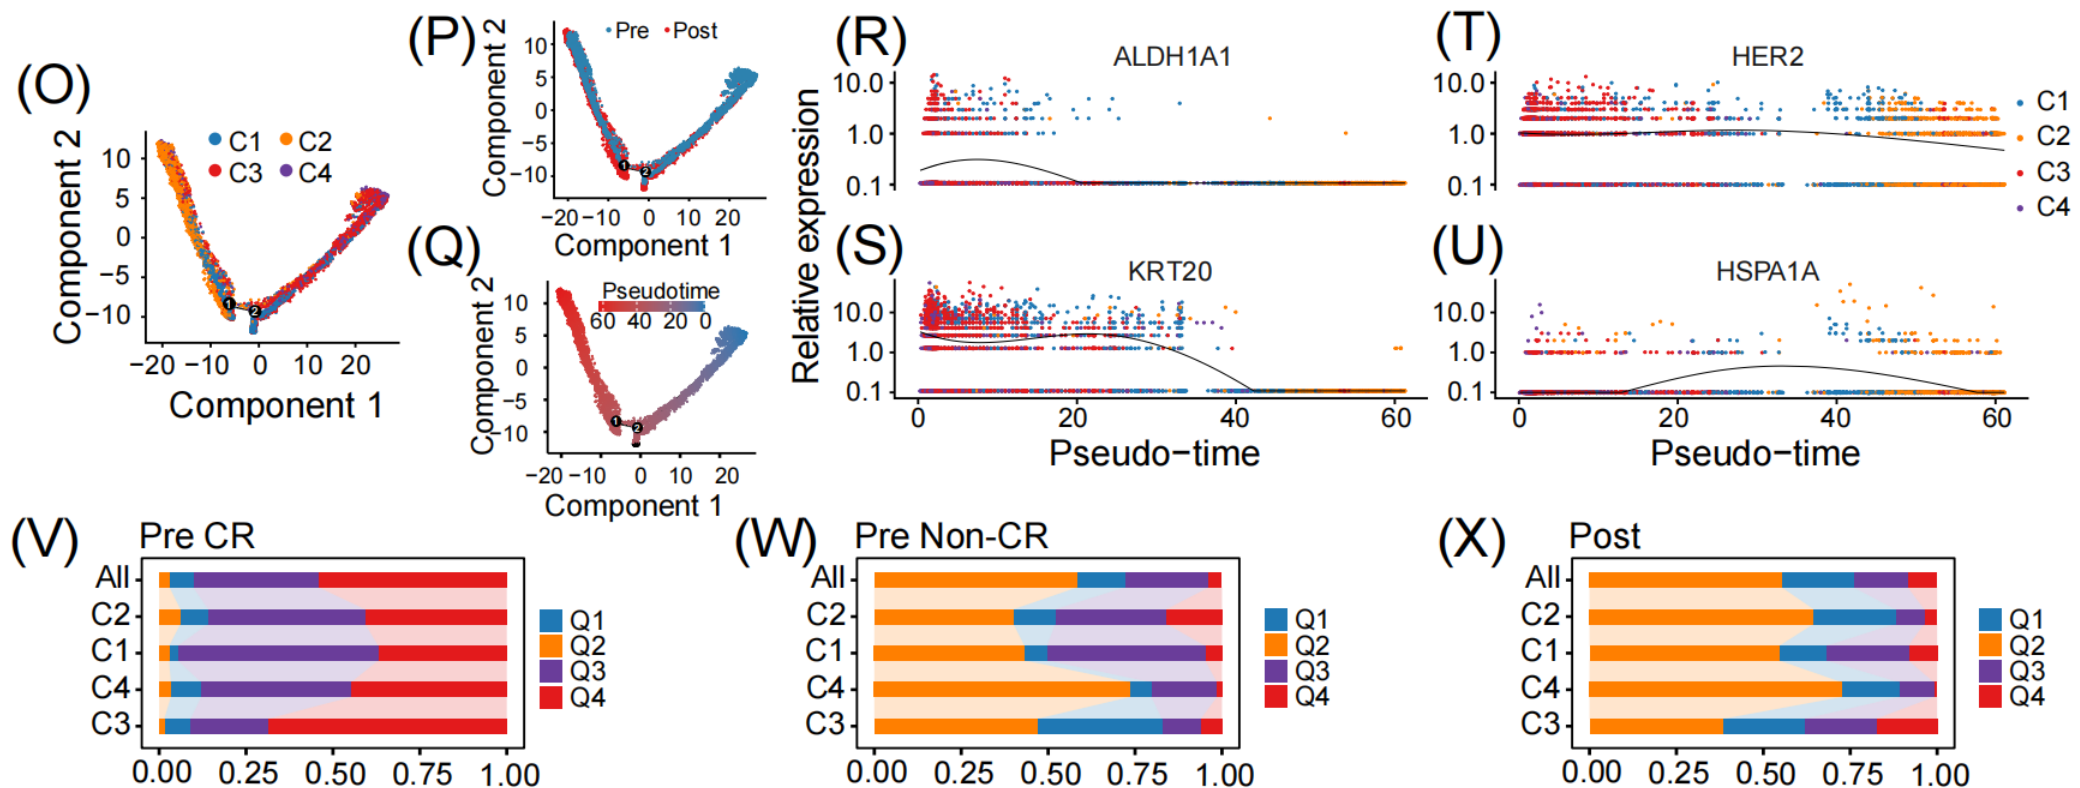 (O)
C1 C2
C3 C4
Component 2
10
5
0
−5
−10
−20 −10 0 10 20
Component 1
(P)
Pre Post
Component 2
10
5
0
−5
−10
−20 −10 0 10 20
Component 1
(Q)
Pseudotime
60 40 20 0
Component 2
10
5
0
−5
−10
−20 −10 0 10 20
Component 1
Relative expression
(R)
ALDH1A1
10.0
1.0
0.1
(S)
KRT20
10.0
1.0
0.1
0 20 40 60
Pseudo−time
(T)
HER2
10.0
1.0
0.1
C1
C2
C3
C4
(U)
HSPA1A
10.0
1.0
0.1
0 20 40 60
Pseudo−time
1 2
1 2
1 2
(V)
Pre CR
All
C2
C1
C4
C3
0.00 0.25 0.50 0.75 1.00
Q1
Q2
Q3
Q4
(W)
Pre Non-CR
All
C2
C1
C4
C3
0.00 0.25 0.50 0.75 1.00
Q1
Q2
Q3
Q4
(X)
Post
All
C2
C1
C4
C3
0.00 0.25 0.50 0.75 1.00
Q1
Q2
Q3
Q4